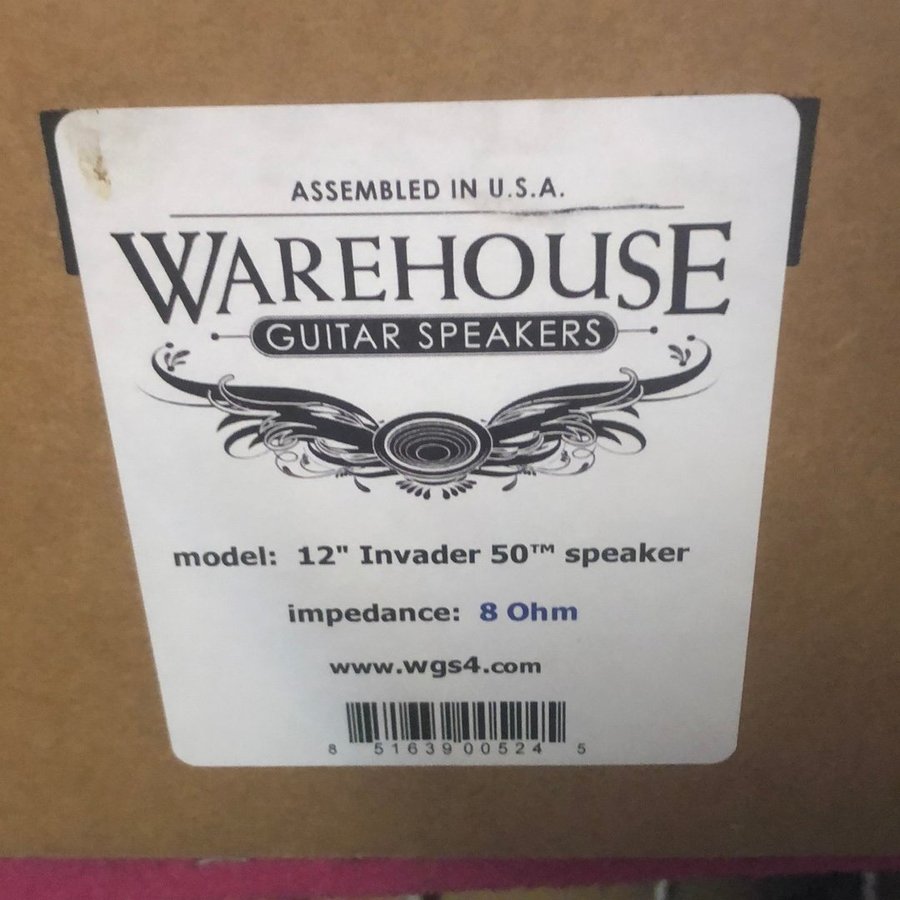 ASSEMBLED IN U.S.A.
WAREHOUSE
GUITAR SPEAKERS
model: 12" Invader 50™ speaker
impedance: 8 Ohm
www.wgs4.com
8 51639 00524 5